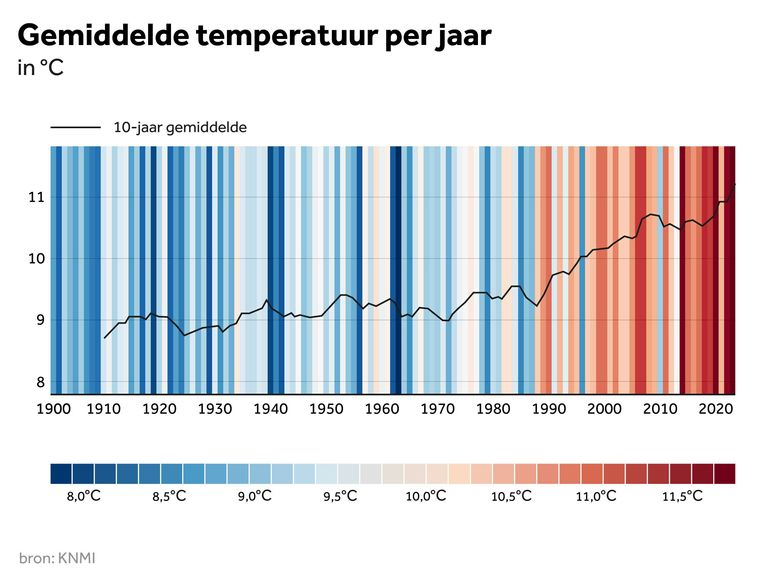 Gemiddelde temperatuur per jaar
in °C
10-jaar gemiddelde
11
10
9
8
1900 1910 1920 1930 1940 1950 1960 1970 1980 1990 2000 2010 2020
8,0°C 8,5°C 9,0°C 9,5°C 10,0°C 10,5°C 11,0°C 11,5°C
bron: KNMI